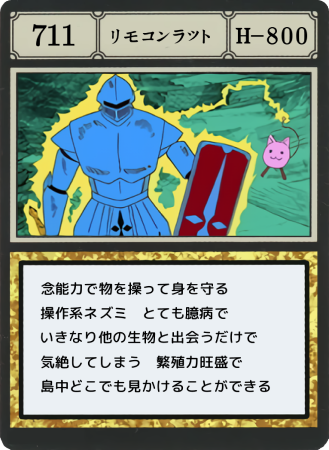 711
リモコンラット
H-800
念能力で物を操って身を守る
操作系ネズミ　とても臆病で
いきなり他の生物と出会うだけで
気絶してしまう　繁殖力旺盛で
島中どこでも見かけることができる